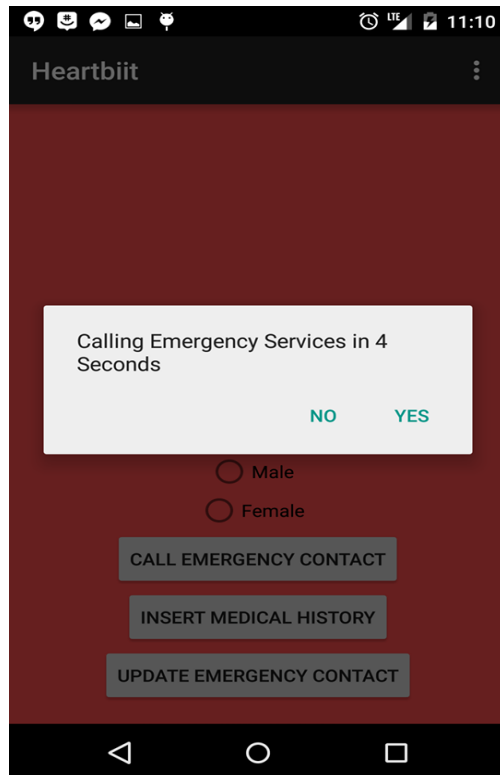 LTE 11:10
Heartbiit
Calling Emergency Services in 4
Seconds
NO YES
Male
Female
CALL EMERGENCY CONTACT
INSERT MEDICAL HISTORY
UPDATE EMERGENCY CONTACT